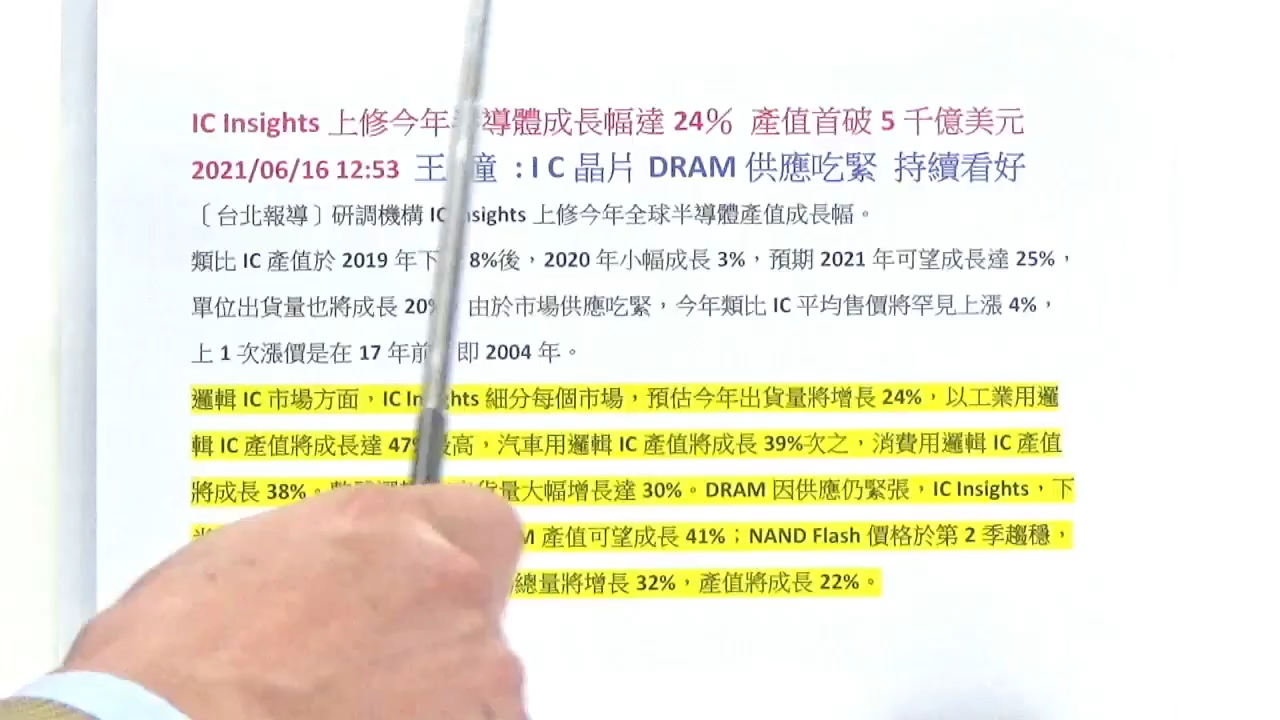 IC Insights 上修今年導體成長幅達 24％ 產值首破 5 千億美元
2021/06/16 12:53 王 瞳 : I C 晶片 DRAM 供應吃緊 持續看好
〔台北報導〕研調機構 IC Insights 上修今年全球半導體產值成長幅。
類比 IC 產值於 2019 年下 8%後，2020 年小幅成長 3%，預期 2021 年可望成長達 25%，
單位出貨量也將成長 20% 由於市場供應吃緊，今年類比 IC 平均售價將罕見上漲 4%，
上 1 次漲價是在 17 年前 即 2004 年。
邏輯 IC 市場方面，IC Insights 細分每個市場，預估今年出貨量將增長 24%，以工業用邏
輯 IC 產值將成長達 47% 最高，汽車用邏輯 IC 產值將成長 39%次之，消費用邏輯 IC 產值
將成長 38%。 出貨量大幅增長達 30%。DRAM 因供應仍緊張，IC Insights，下
產值可望成長 41%；NAND Flash 價格於第 2 季趨穩，
總量將增長 32%，產值將成長 22%。